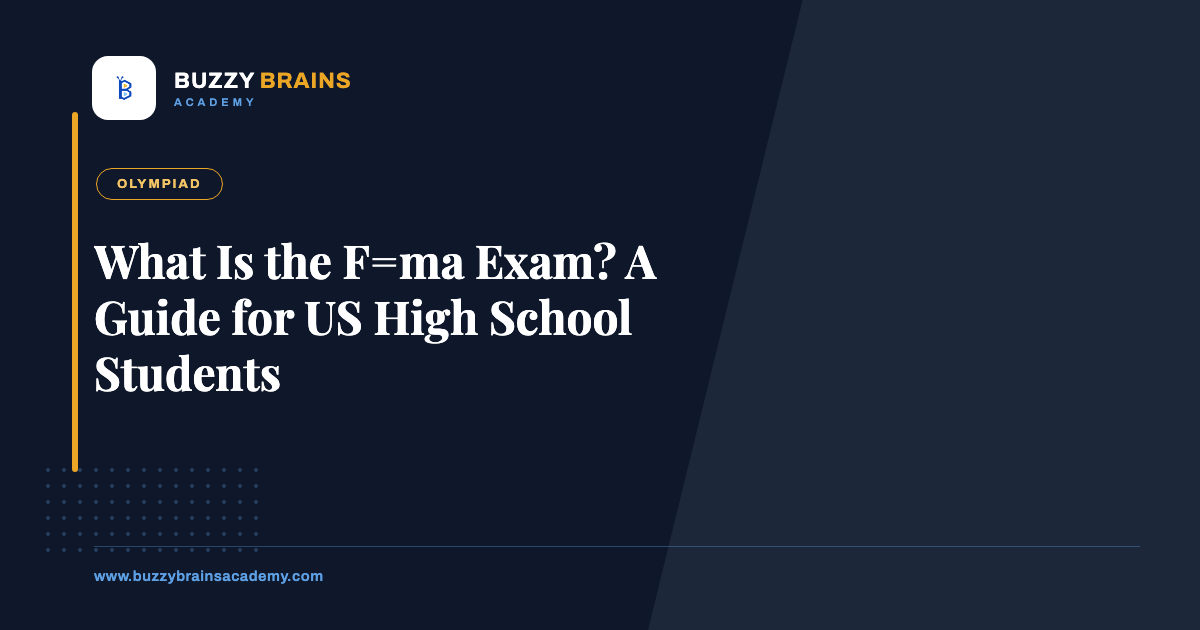 BUZZY BRAINS
ACADEMY
OLYMPIAD
What Is the F=ma Exam? A
Guide for US High School
Students
www.buzzybrainsacademy.com